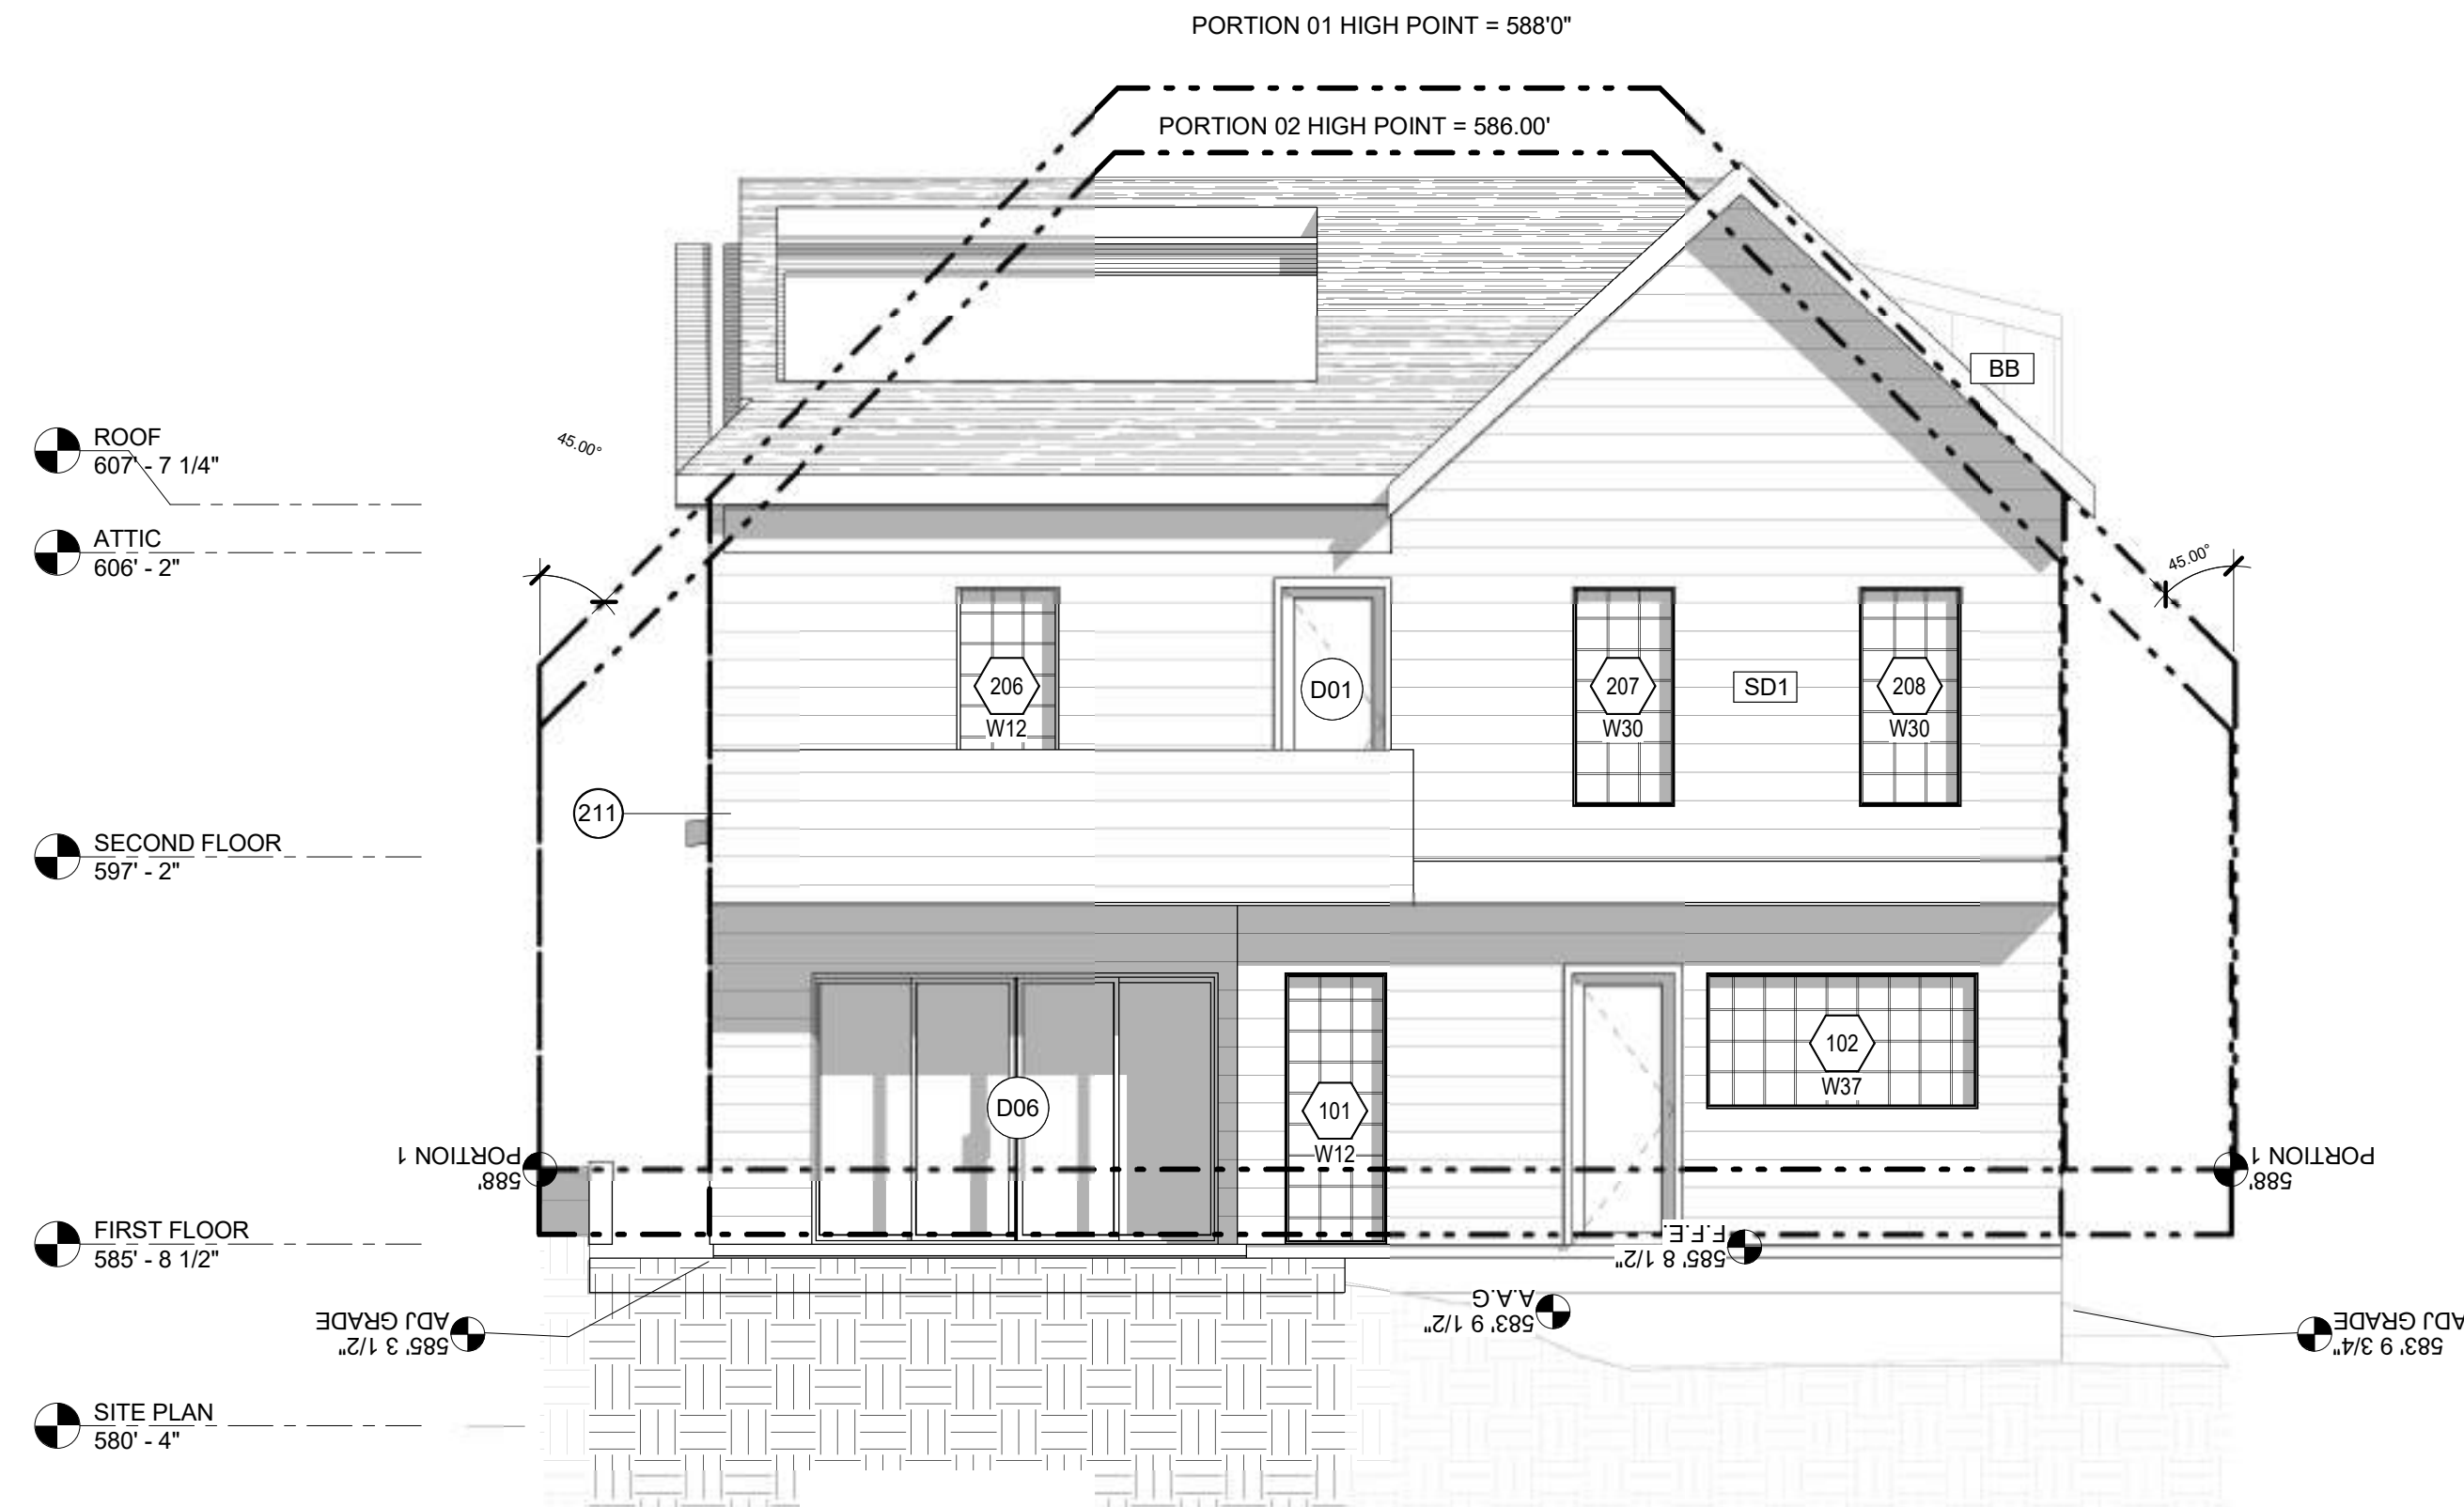 PORTION 01 HIGH POINT = 588'0"
PORTION 02 HIGH POINT = 586.00'
BB
ROOF
607' - 7 1/4"
45.00°
ATTIC
606' - 2"
45.00°
206
W12
D01
207
W30
SD1
208
W30
211
SECOND FLOOR
597' - 2"
D06
101
W12
102
W37
PORTION 1
588'
PORTION 1
588'
FIRST FLOOR
585' - 8 1/2"
F.F.E.
585' 8 1/2"
ADJ GRADE
585' 3 1/2"
A.A.G
583' 9 1/2"
ADJ GRADE
583' 9 3/4"
SITE PLAN
580' - 4"